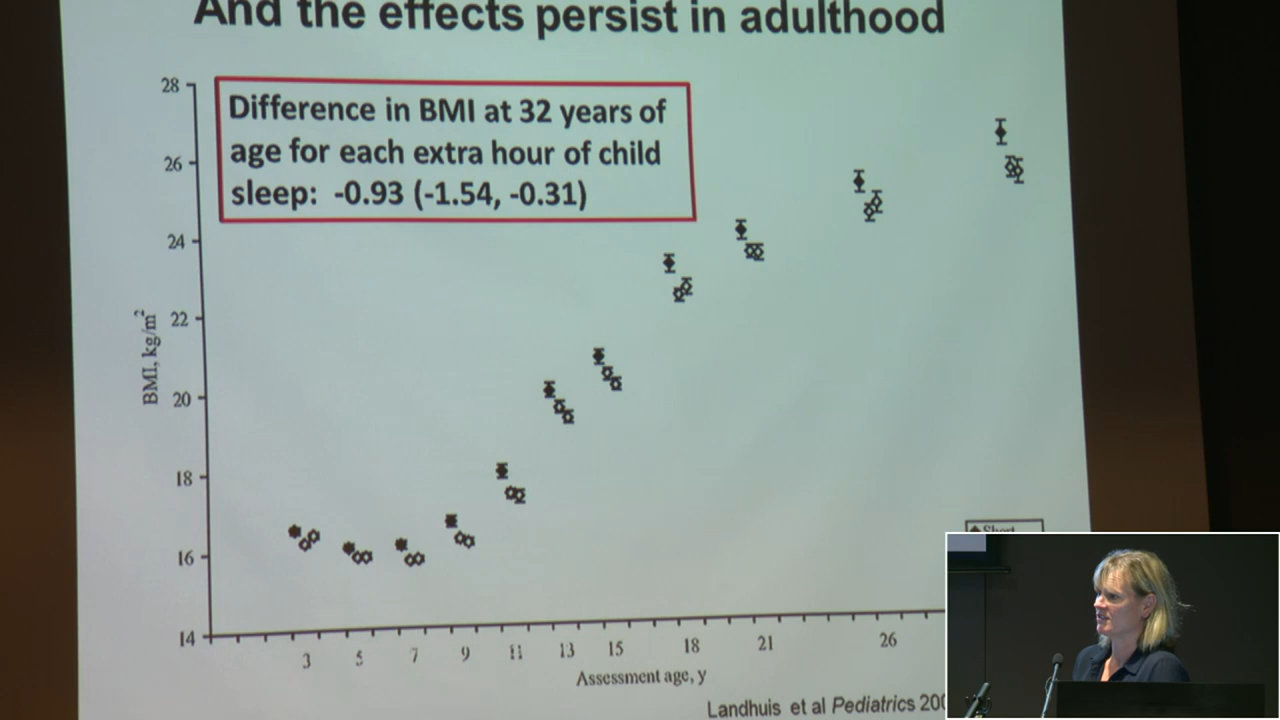 And the effects persist in adulthood
28
Difference in BMI at 32 years of
age for each extra hour of child
sleep: -0.93 (-1.54, -0.31)
26
24
22
20
18
16
14
BMI, kg/m²
3 5 7 9 11 13 15 18 21 26
Assessment age, y
Short
Landhuis et al Pediatrics 200